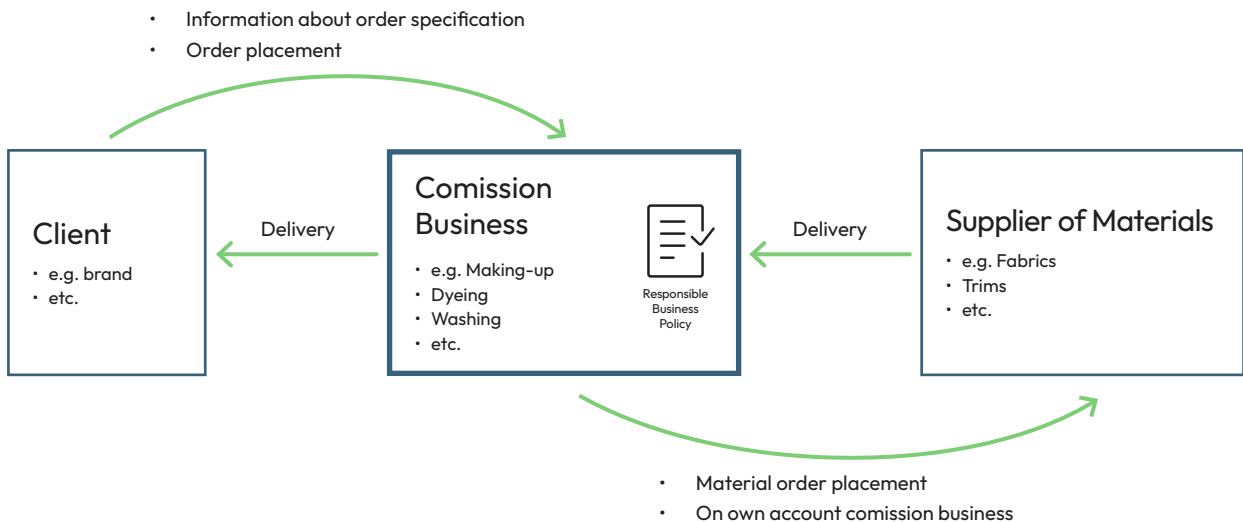 • Information about order specification
• Order placement
Client
• e.g. brand
• etc.
Delivery
Comission
Business
• e.g. Making-up
• Dyeing
• Washing
• etc.
Responsible
Business
Policy
Delivery
Supplier of Materials
• e.g. Fabrics
• Trims
• etc.
• Material order placement
• On own account comission business